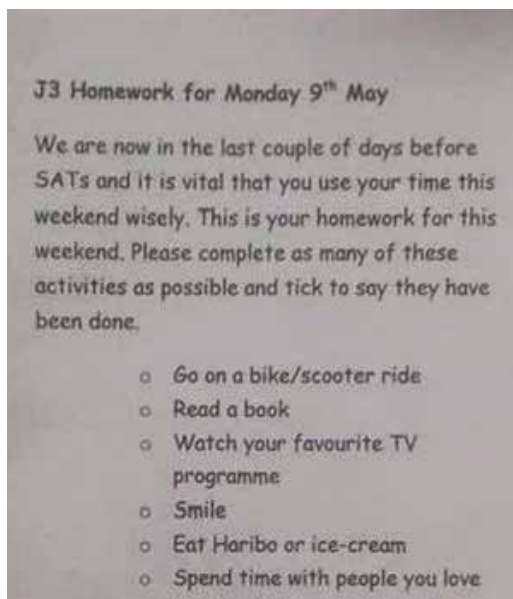 J3 Homework for Monday 9th May
We are now in the last couple of days before
SATs and it is vital that you use your time this
weekend wisely. This is your homework for this
weekend. Please complete as many of these
activities as possible and tick to say they have
been done.
o Go on a bike/scooter ride
o Read a book
o Watch your favourite TV
programme
o Smile
o Eat Haribo or ice-cream
o Spend time with people you love